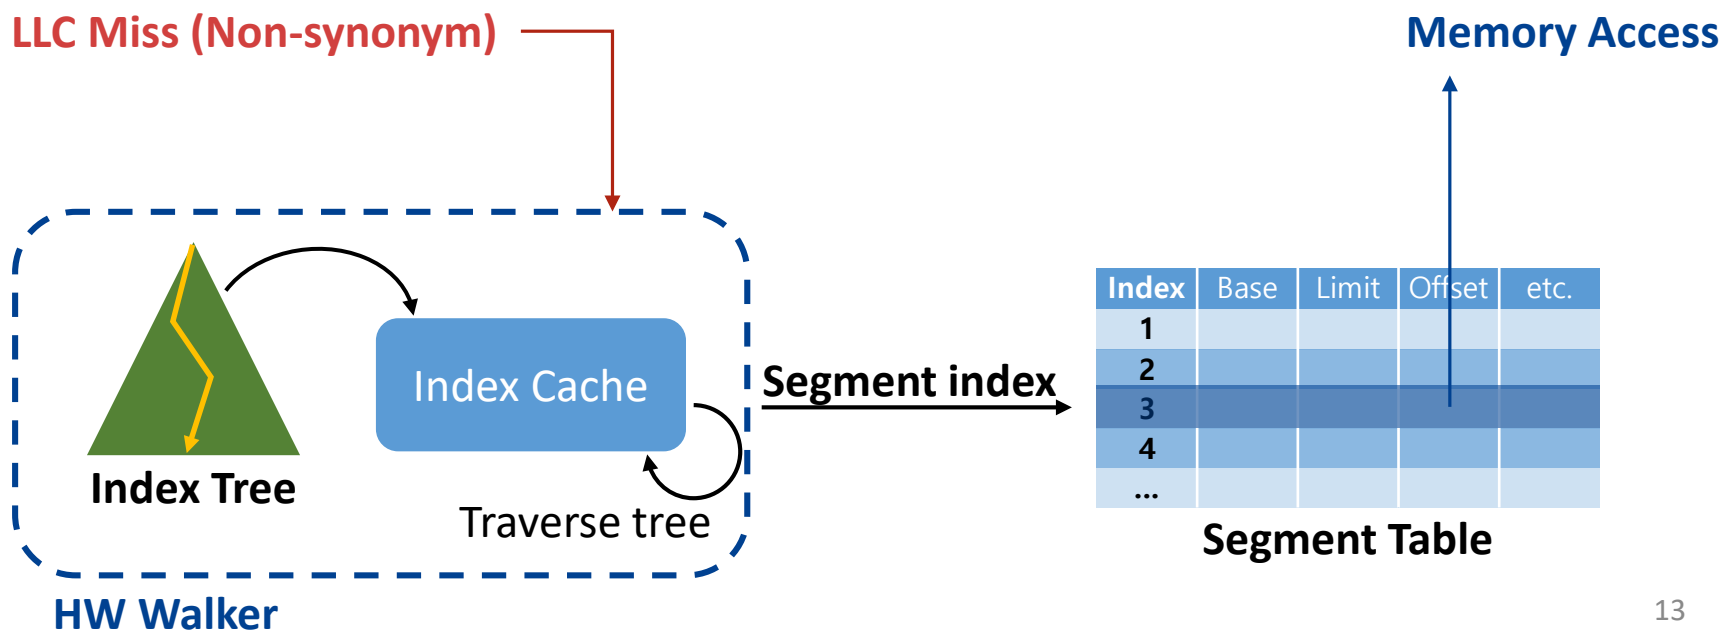 LLC Miss (Non-synonym)
Memory Access
Index Base Limit Offset etc.
1
2
3
4
...
Index Cache
Segment index
Index Tree
Traverse tree
Segment Table
HW Walker
13